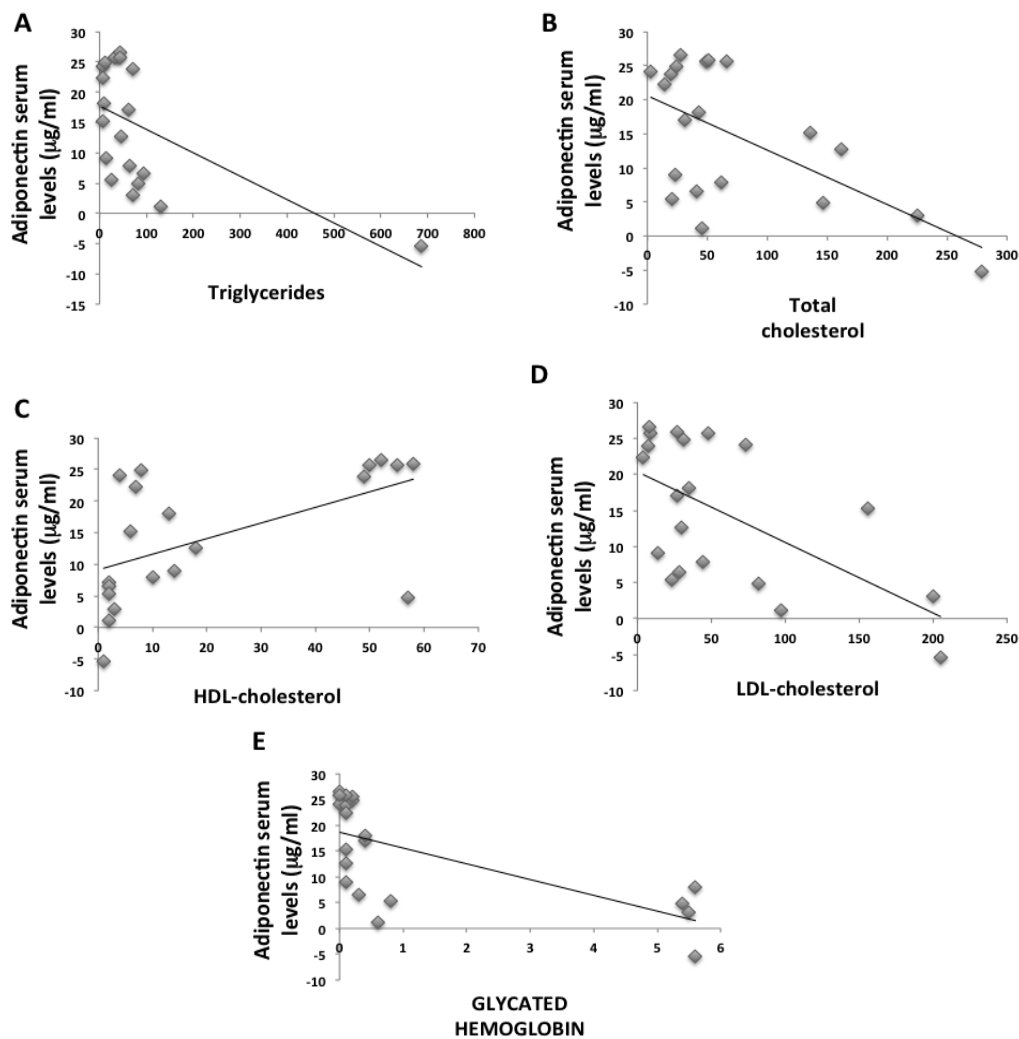 A
Adiponectin serum
levels (µg/ml)
30
25
20
15
10
5
0
-5
-10
-15
0 100 200 300 400 500 600 700 800
Triglycerides
B
Adiponectin serum
levels (µg/ml)
30
25
20
15
10
5
0
-5
-10
0 50 100 150 200 250 300
Total
cholesterol
C
Adiponectin serum
levels (µg/ml)
30
25
20
15
10
5
0
-5
-10
0 10 20 30 40 50 60 70
HDL-cholesterol
D
Adiponectin serum
levels (µg/ml)
30
25
20
15
10
5
0
-5
-10
0 50 100 150 200 250
LDL-cholesterol
E
Adiponectin serum
levels (µg/ml)
30
25
20
15
10
5
0
-5
-10
0 1 2 3 4 5 6
GLYCATED
HEMOGLOBIN